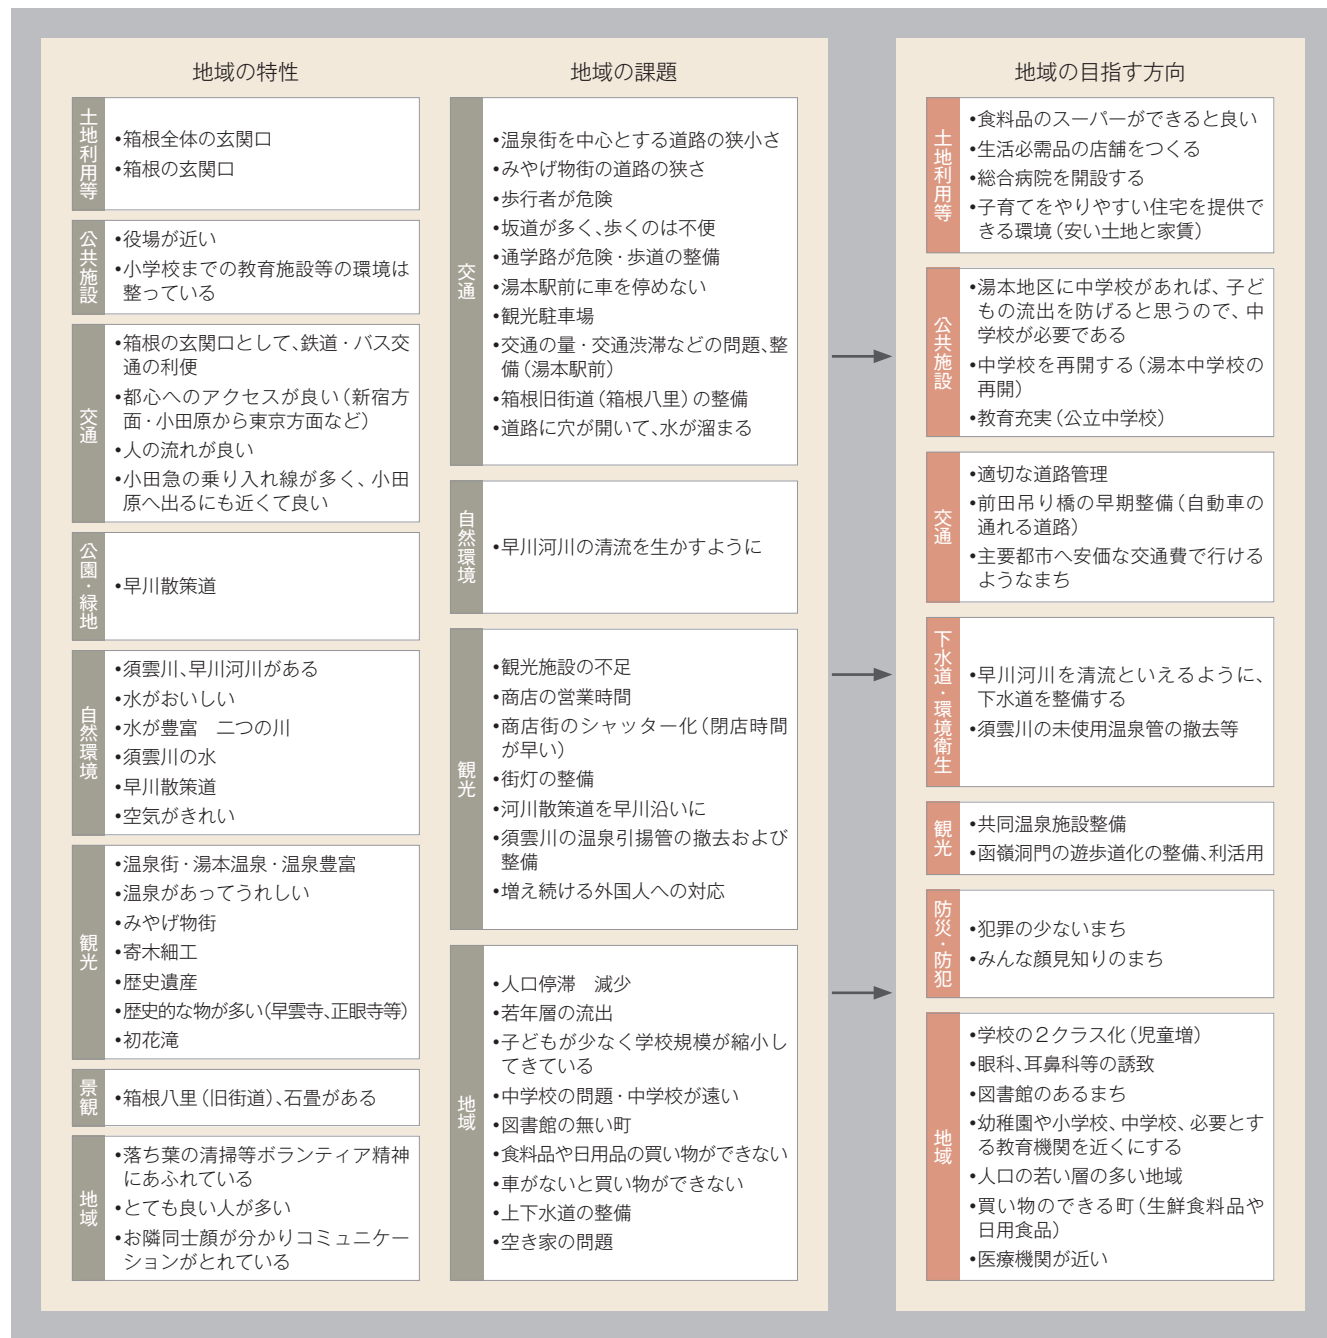 地域の特性
土地利用等
•箱根全体の玄関口
•箱根の玄関口
公共施設
•役場が近い
•小学校までの教育施設等の環境は
整っている
交通
•箱根の玄関口として、鉄道・バス交
通の利便
•都心へのアクセスが良い(新宿方
面・小田原から東京方面など)
•人の流れが良い
•小田急の乗り入れ線が多く、小田
原へ出るにも近くて良い
公園・緑地
•早川散策道
自然環境
•須雲川、早川河川がある
•水がおいしい
•水が豊富　二つの川
•須雲川の水
•早川散策道
•空気がきれい
観光
•温泉街・湯本温泉・温泉豊富
•温泉があってうれしい
•みやげ物街
•寄木細工
•歴史遺産
•歴史的な物が多い(早雲寺、正眼寺等)
•初花滝
景観
•箱根八里(旧街道)、石畳がある
地域
•落ち葉の清掃等ボランティア精神
にあふれている
•とても良い人が多い
•お隣同士顔が分かりコミュニケー
ションがとれている
地域の課題
交通
•温泉街を中心とする道路の狭小さ
•みやげ物街の道路の狭さ
•歩行者が危険
•坂道が多く、歩くのは不便
•通学路が危険・歩道の整備
•湯本駅前に車を停めない
•観光駐車場
•交通の量・交通渋滞などの問題、整
備(湯本駅前)
•箱根旧街道(箱根八里)の整備
•道路に穴が開いて、水が溜まる
自然環境
•早川河川の清流を生かすように
観光
•観光施設の不足
•商店の営業時間
•商店街のシャッター化(閉店時間
が早い)
•街灯の整備
•河川散策道を早川沿いに
•須雲川の温泉引揚管の撤去および
整備
•増え続ける外国人への対応
地域
•人口停滞　減少
•若年層の流出
•子どもが少なく学校規模が縮小し
てきている
•中学校の問題・中学校が遠い
•図書館の無い町
•食料品や日用品の買い物ができない
•車がないと買い物ができない
•上下水道の整備
•空き家の問題
地域の目指す方向
土地利用等
•食料品のスーパーができると良い
•生活必需品の店舗をつくる
•総合病院を開設する
•子育てをやりやすい住宅を提供で
きる環境(安い土地と家賃)
公共施設
•湯本地区に中学校があれば、子ど
もの流出を防げると思うので、中
学校が必要である
•中学校を再開する(湯本中学校の
再開)
•教育充実(公立中学校)
交通
•適切な道路管理
•前田吊り橋の早期整備(自動車の
通れる道路)
•主要都市へ安価な交通費で行ける
ようなまち
下水道・環境衛生
•早川河川を清流といえるように、
下水道を整備する
•須雲川の未使用温泉管の撤去等
観光
•共同温泉施設整備
•函嶺洞門の遊歩道化の整備、利活用
防災・防犯
•犯罪の少ないまち
•みんな顔見知りのまち
地域
•学校の2クラス化(児童増)
•眼科、耳鼻科等の誘致
•図書館のあるまち
•幼稚園や小学校、中学校、必要とす
る教育機関を近くにする
•人口の若い層の多い地域
•買い物のできる町(生鮮食料品や
日用食品)
•医療機関が近い